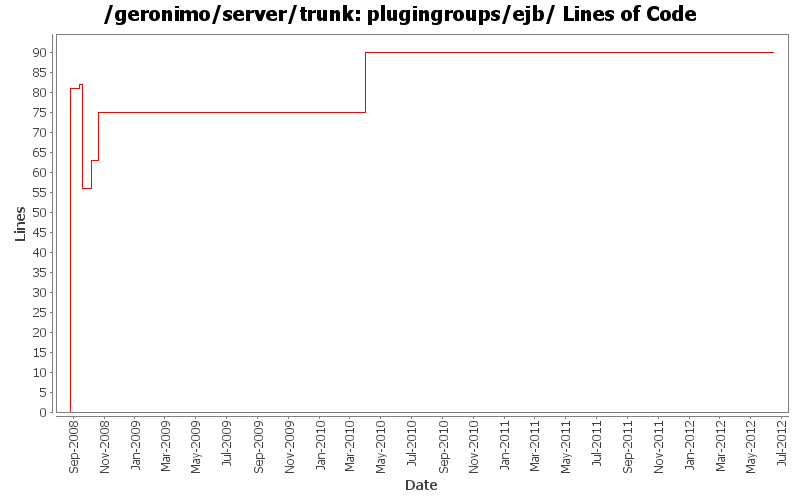 /geronimo/server/trunk: plugingroups/ejb/ Lines of Code
Lines
90
85
80
75
70
65
60
55
50
45
40
35
30
25
20
15
10
5
0
Sep-2008
Nov-2008
Jan-2009
Mar-2009
May-2009
Jul-2009
Sep-2009
Nov-2009
Jan-2010
Mar-2010
May-2010
Jul-2010
Sep-2010
Nov-2010
Jan-2011
Mar-2011
May-2011
Jul-2011
Sep-2011
Nov-2011
Jan-2012
Mar-2012
May-2012
Jul-2012
Date